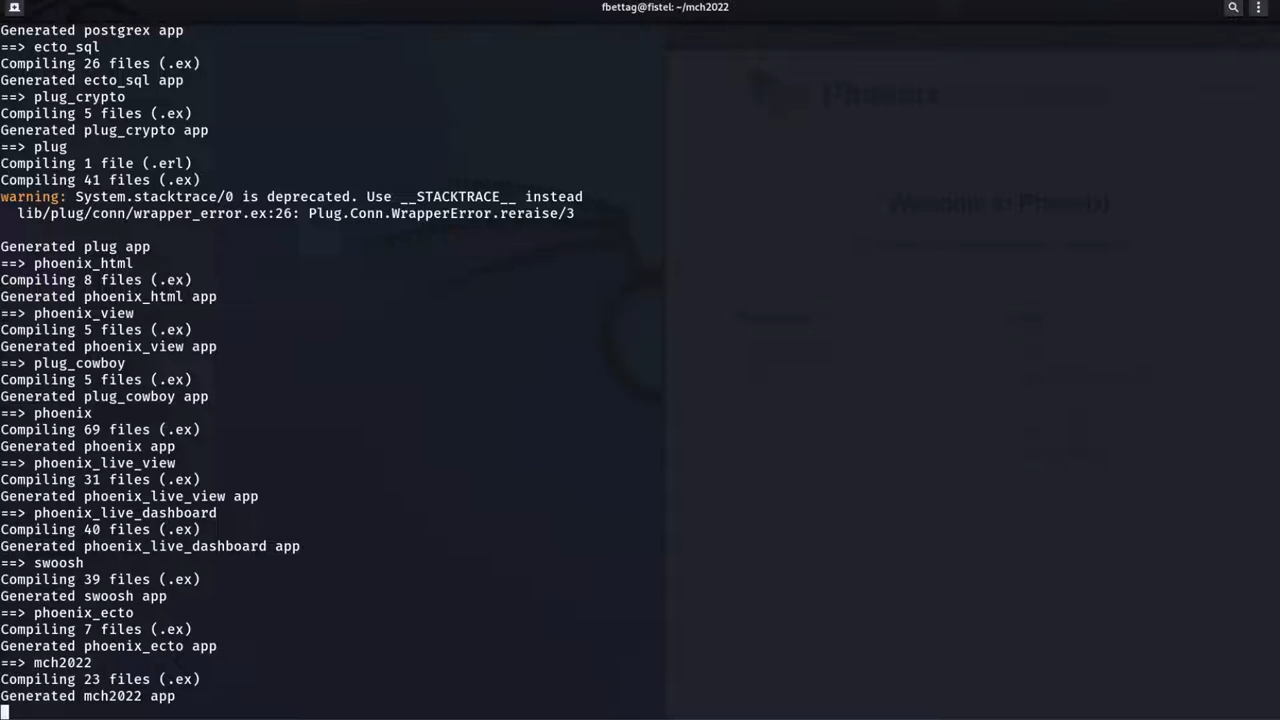 fbettag@fistel: ~/mch2022
Generated postgrex app
==> ecto_sql
Compiling 26 files (.ex)
Generated ecto_sql app
==> plug_crypto
Compiling 5 files (.ex)
Generated plug_crypto app
==> plug
Compiling 1 file (.erl)
Compiling 41 files (.ex)
warning: System.stacktrace/0 is deprecated. Use __STACKTRACE__ instead
  lib/plug/conn/wrapper_error.ex:26: Plug.Conn.WrapperError.reraise/3
Generated plug app
==> phoenix_html
Compiling 8 files (.ex)
Generated phoenix_html app
==> phoenix_view
Compiling 5 files (.ex)
Generated phoenix_view app
==> plug_cowboy
Compiling 5 files (.ex)
Generated plug_cowboy app
==> phoenix
Compiling 69 files (.ex)
Generated phoenix app
==> phoenix_live_view
Compiling 31 files (.ex)
Generated phoenix_live_view app
==> phoenix_live_dashboard
Compiling 40 files (.ex)
Generated phoenix_live_dashboard app
==> swoosh
Compiling 39 files (.ex)
Generated swoosh app
==> phoenix_ecto
Compiling 7 files (.ex)
Generated phoenix_ecto app
==> mch2022
Compiling 23 files (.ex)
Generated mch2022 app
Phoenix
Welcome to Phoenix!